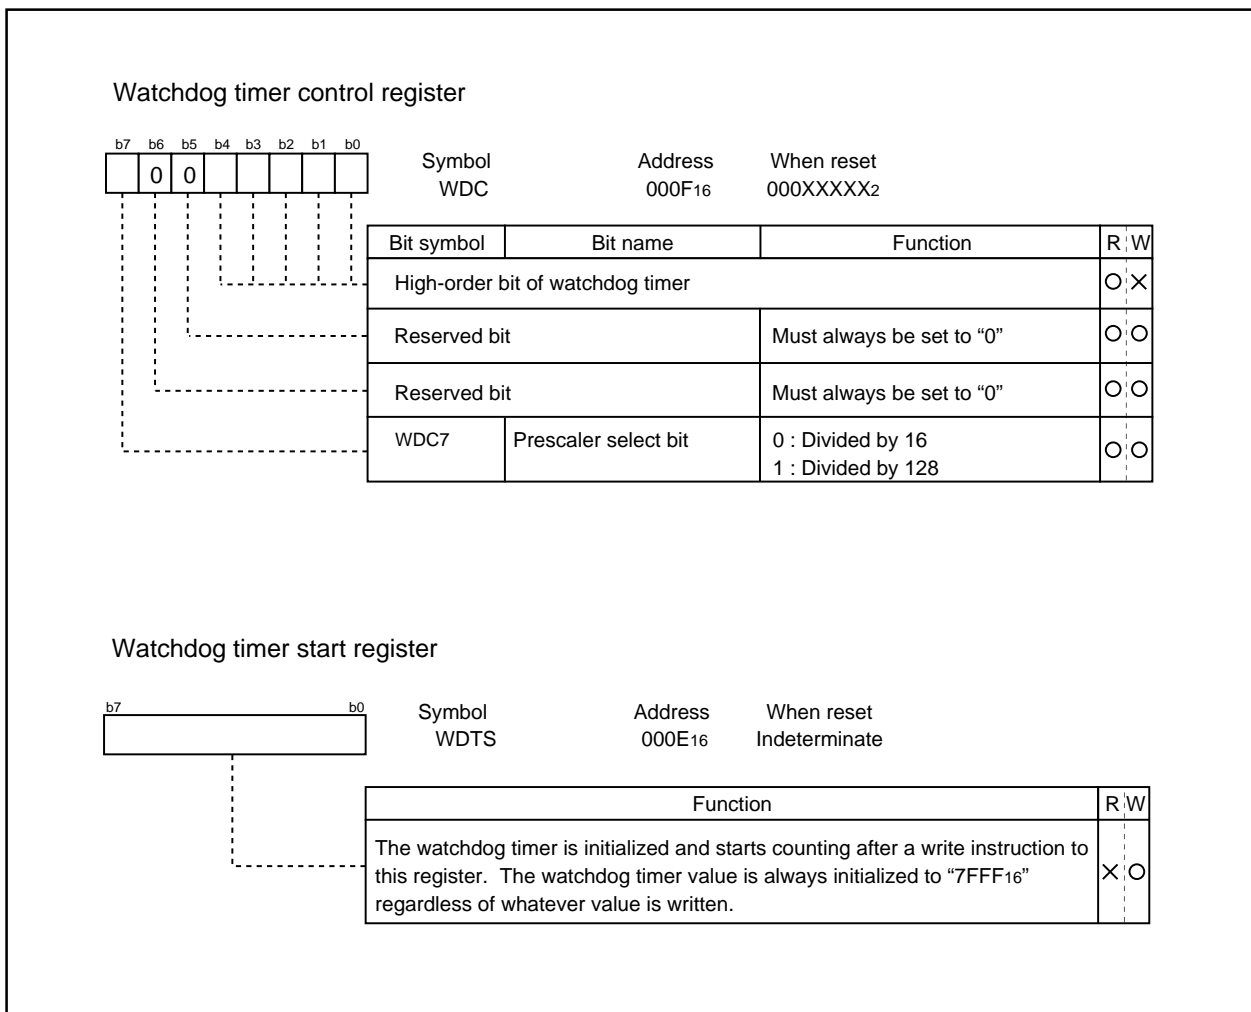 Watchdog timer control register
b7 b6 b5 b4 b3 b2 b1 b0
0 0
Symbol Address When reset
WDC 000F16 000XXXXX2
Bit symbol Bit name Function R W
High-order bit of watchdog timer O X
Reserved bit Must always be set to “0” O O
Reserved bit Must always be set to “0” O O
WDC7 Prescaler select bit 0 : Divided by 16 O O
1 : Divided by 128
Watchdog timer start register
b7 b0
Symbol Address When reset
WDTS 000E16 Indeterminate
Function R W
The watchdog timer is initialized and starts counting after a write instruction to
this register. The watchdog timer value is always initialized to “7FFF16” X O
regardless of whatever value is written.